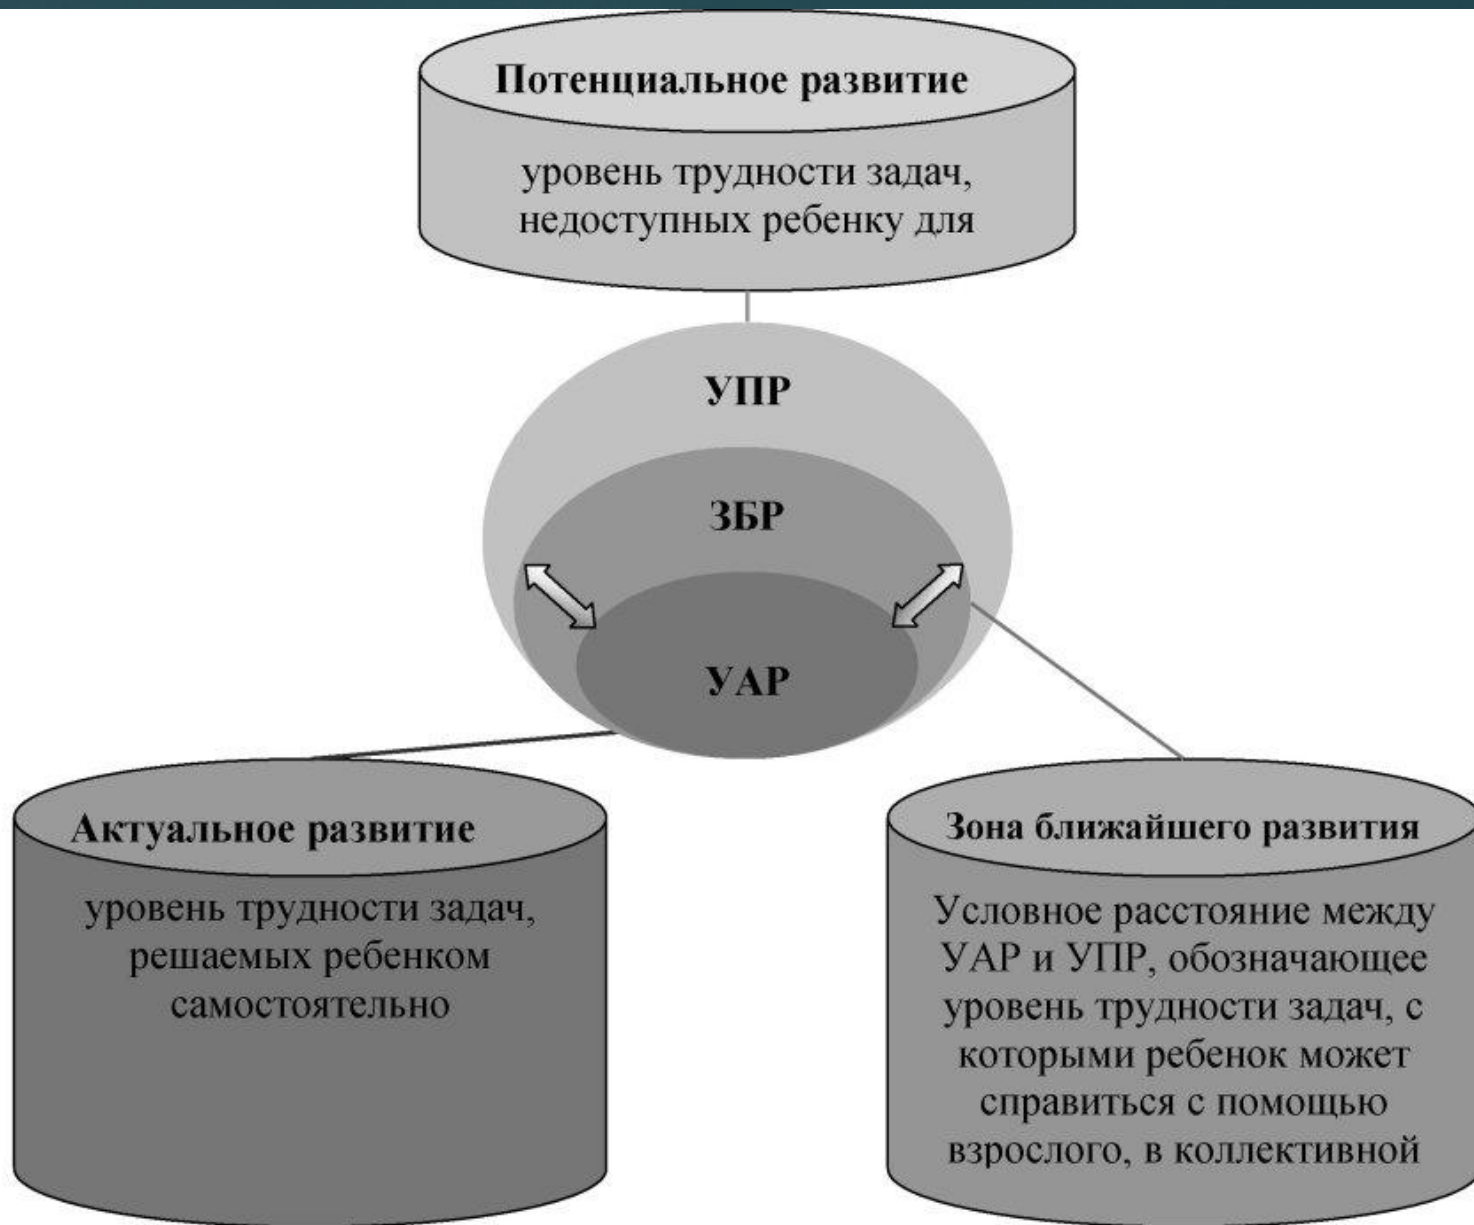 Потенциальное развитие
уровень трудности задач,
недоступных ребенку для
УПР
ЗБР
УАР
Актуальное развитие
уровень трудности задач,
решаемых ребенком
самостоятельно
Зона ближайшего развития
Условное расстояние между
УАР и УПР, обозначающее
уровень трудности задач, с
которыми ребенок может
справиться с помощью
взрослого, в коллективной